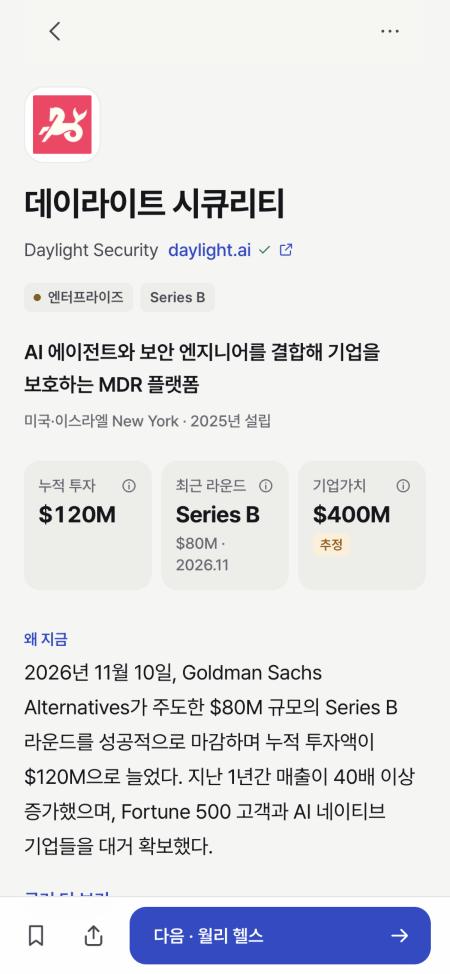 데이라이트 시큐리티
Daylight Security daylight.ai
엔터프라이즈 Series B
AI 에이전트와 보안 엔지니어를 결합해 기업을
보호하는 MDR 플랫폼
미국·이스라엘 New York · 2025년 설립
누적 투자 최근 라운드 기업가치
$120M Series B $400M
$80M · 추정
2026.11
왜 지금
2026년 11월 10일, Goldman Sachs
Alternatives가 주도한 $80M 규모의 Series B
라운드를 성공적으로 마감하며 누적 투자액이
$120M으로 늘었다. 지난 1년간 매출이 40배 이상
증가했으며, Fortune 500 고객과 AI 네이티브
기업들을 대거 확보했다.
다음 · 월리 헬스